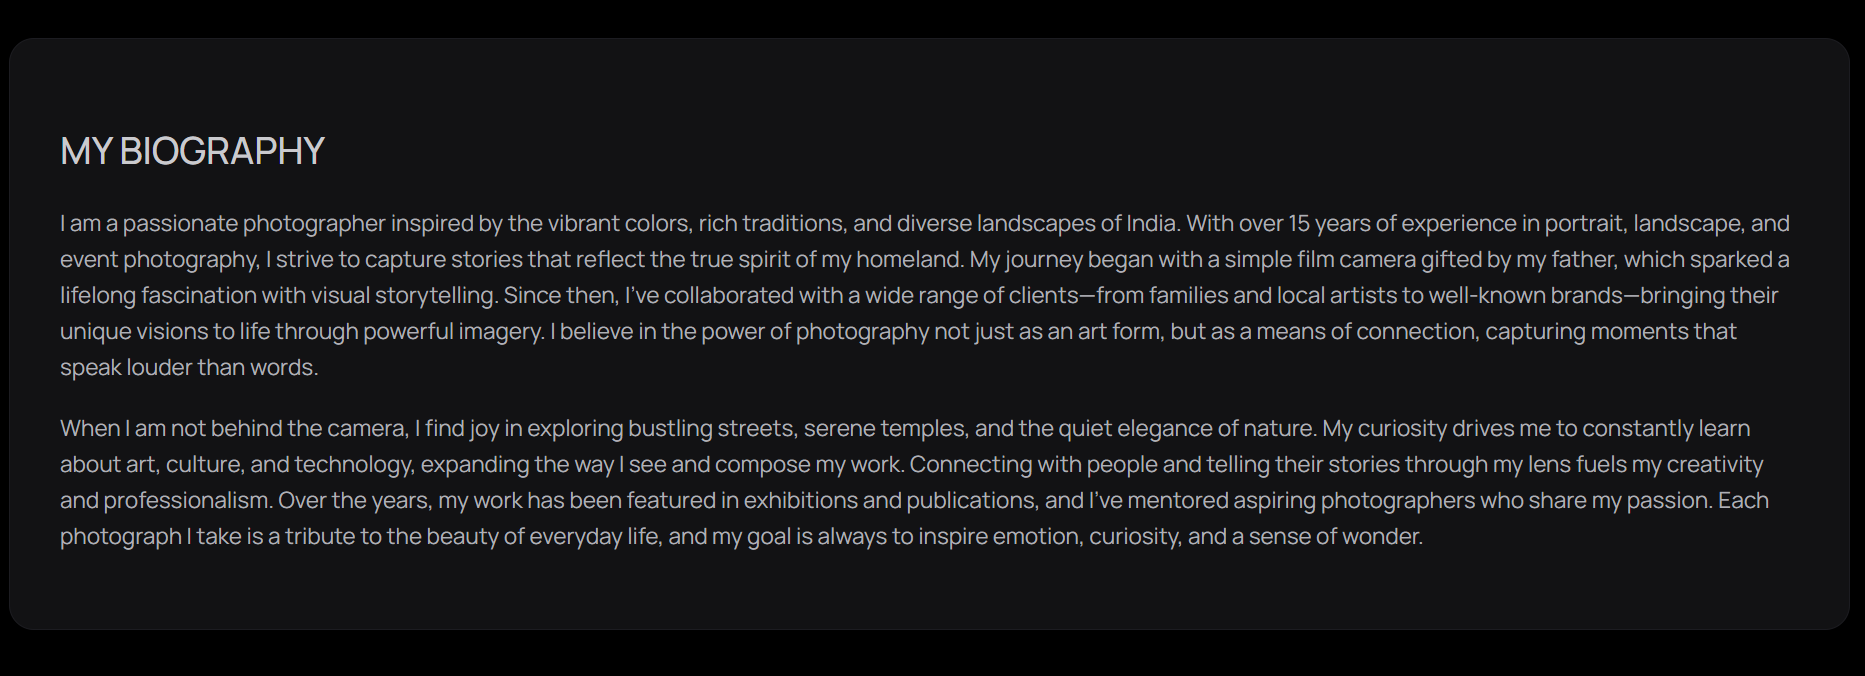 MY BIOGRAPHY
I am a passionate photographer inspired by the vibrant colors, rich traditions, and diverse landscapes of India. With over 15 years of experience in portrait, landscape, and
event photography, I strive to capture stories that reflect the true spirit of my homeland. My journey began with a simple film camera gifted by my father, which sparked a
lifelong fascination with visual storytelling. Since then, I've collaborated with a wide range of clients—from families and local artists to well-known brands—bringing their
unique visions to life through powerful imagery. I believe in the power of photography not just as an art form, but as a means of connection, capturing moments that
speak louder than words.
When I am not behind the camera, I find joy in exploring bustling streets, serene temples, and the quiet elegance of nature. My curiosity drives me to constantly learn
about art, culture, and technology, expanding the way I see and compose my work. Connecting with people and telling their stories through my lens fuels my creativity
and professionalism. Over the years, my work has been featured in exhibitions and publications, and I've mentored aspiring photographers who share my passion. Each
photograph I take is a tribute to the beauty of everyday life, and my goal is always to inspire emotion, curiosity, and a sense of wonder.